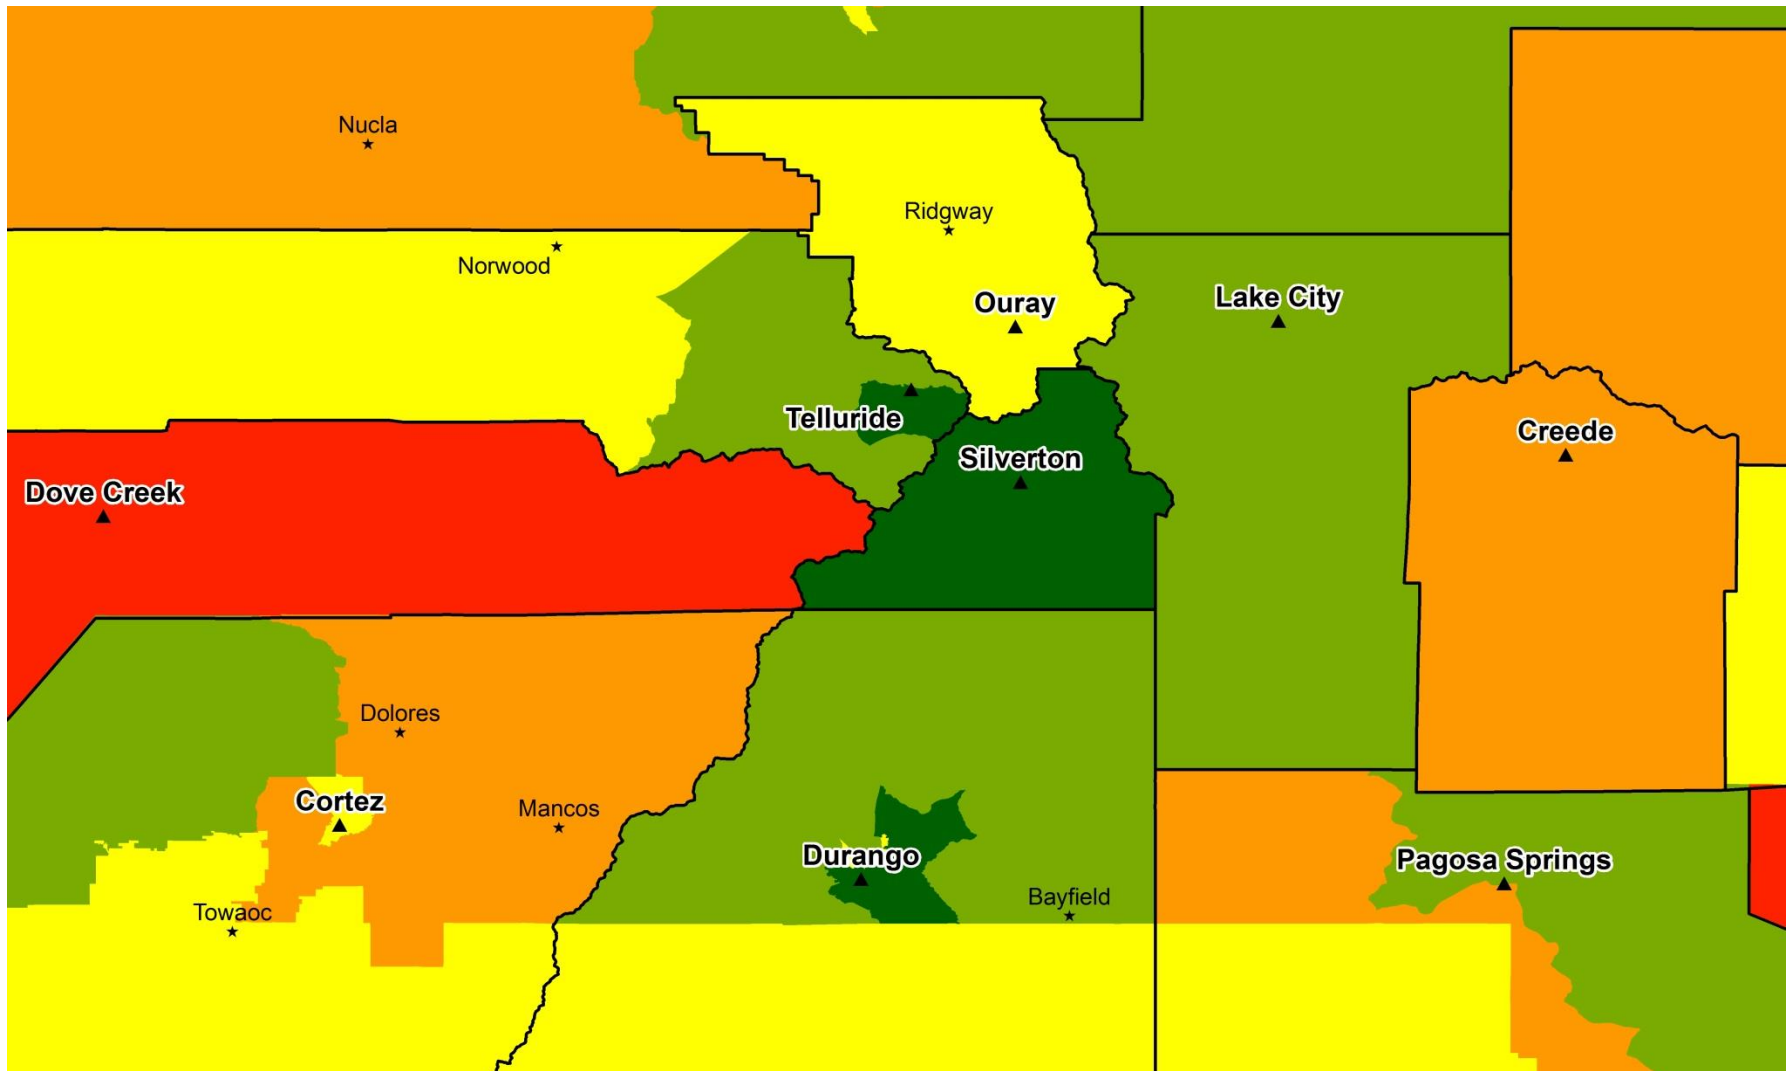 Nucla
Ridgway
Norwood
Ouray
Lake City
Telluride
Creede
Silverton
Dove Creek
Dolores
Cortez
Mancos
Durango
Pagosa Springs
Bayfield
Towaoc